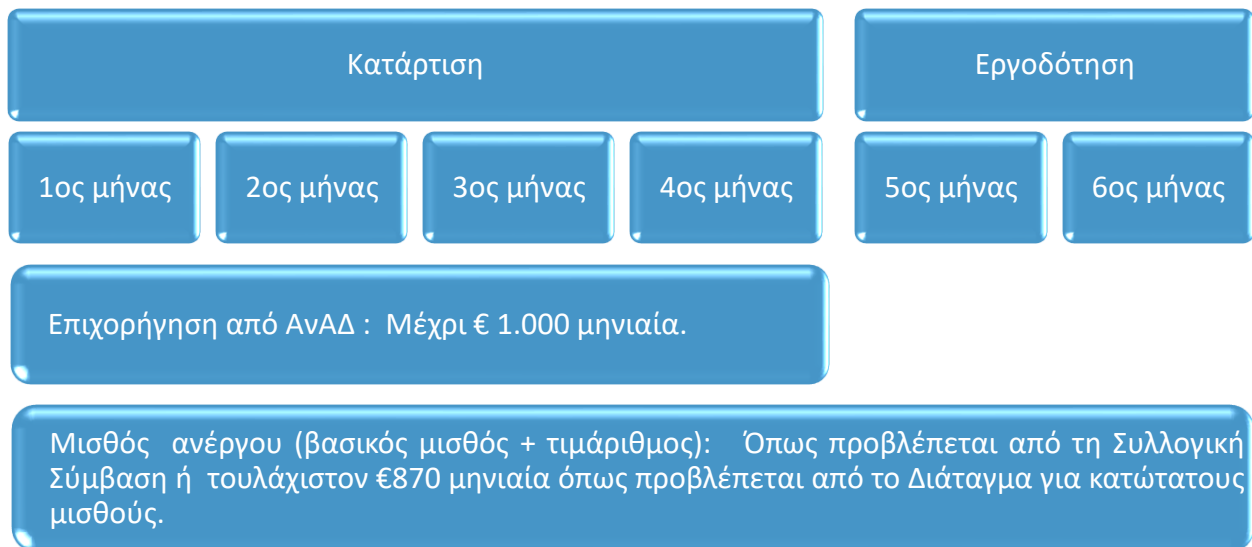 Κατάρτιση
Εργοδότηση
1ος μήνας
2ος μήνας
3ος μήνας
4ος μήνας
5ος μήνας
6ος μήνας
Επιχορήγηση από ΑνΑΔ : Μέχρι € 1.000 μηνιαία.
Μισθός ανέργου (βασικός μισθός + τιμάριθμος): Όπως προβλέπεται από τη Συλλογική
Σύμβαση ή τουλάχιστον €870 μηνιαία όπως προβλέπεται από το Διάταγμα για κατώτατους
μισθούς.